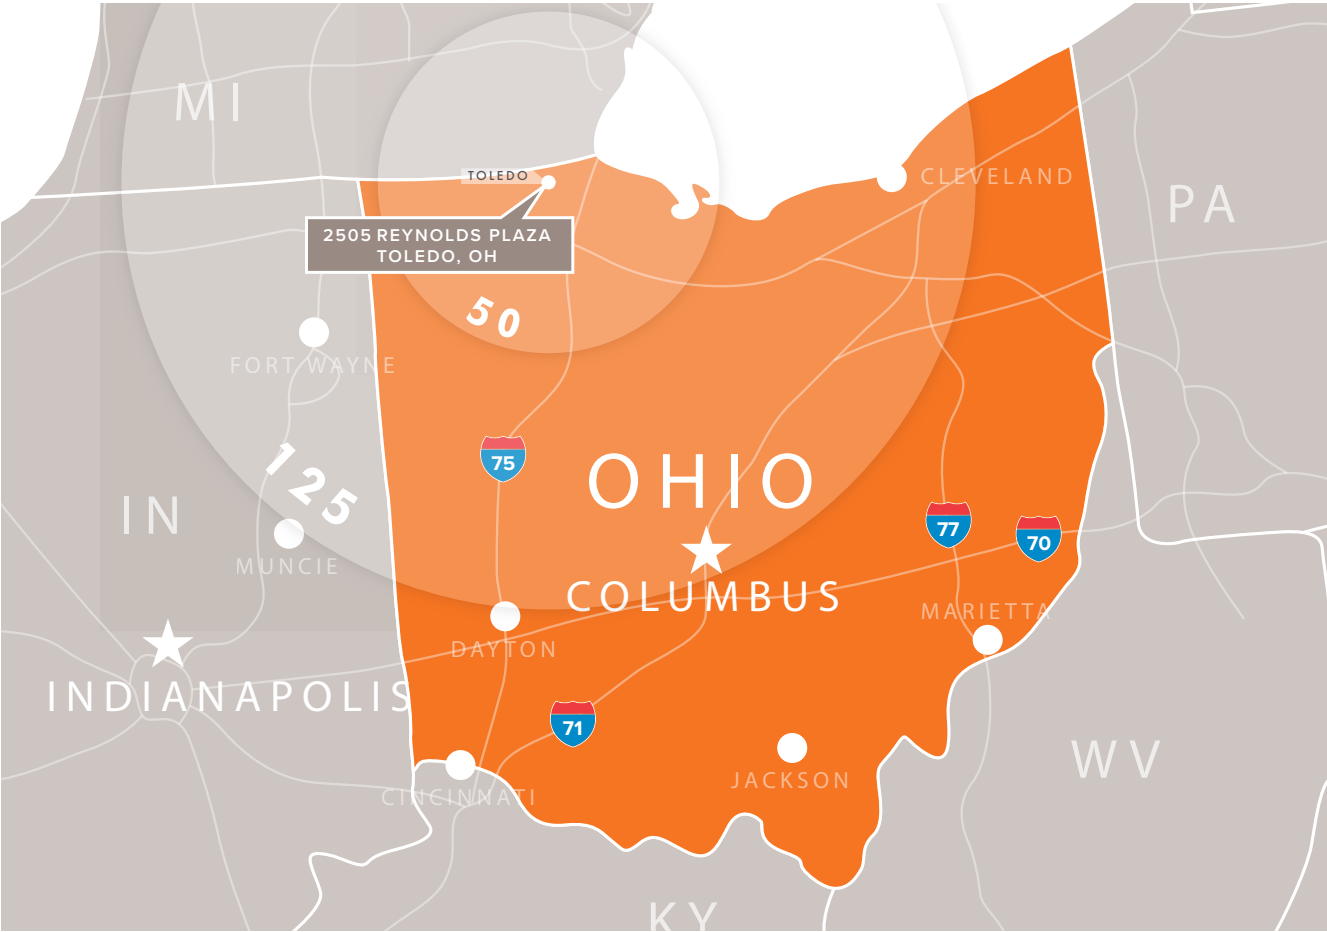 MI
TOLEDO
CLEVELAND
PA
2505 REYNOLDS PLAZA
TOLEDO, OH
50
FORT WAYNE
125
75
OHIO
IN
77
70
MUNCIE
COLUMBUS
MARIETTA
DAYTON
INDIANAPOLIS
71
WV
JACKSON
CINCINNATI
KY